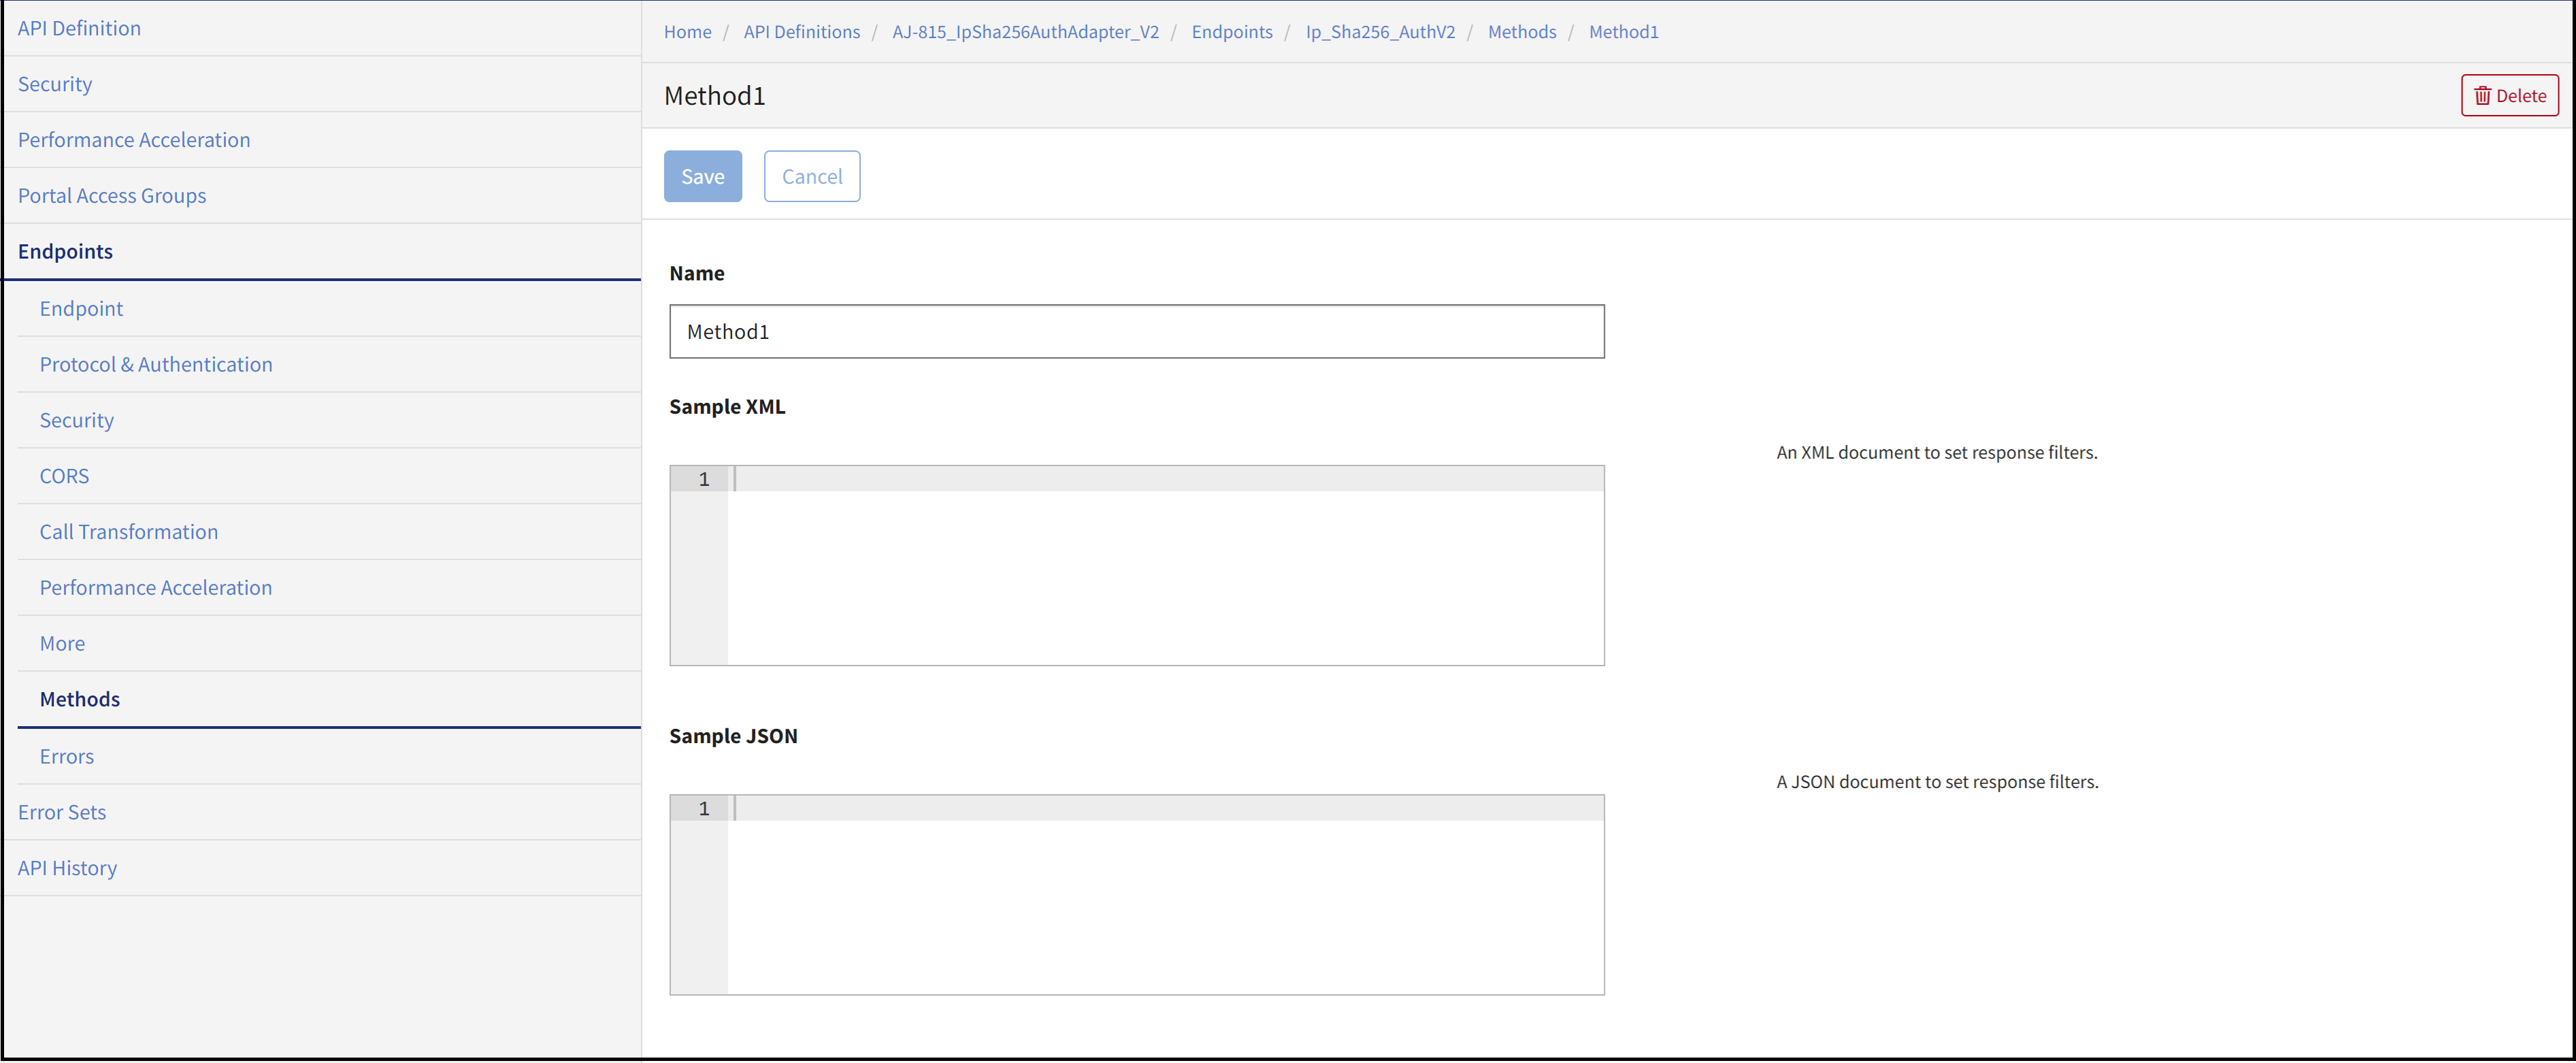 API Definition
Security
Performance Acceleration
Portal Access Groups
Endpoints
Endpoint
Protocol & Authentication
Security
CORS
Call Transformation
Performance Acceleration
More
Methods
Errors
Error Sets
API History
Home / API Definitions / AJ-815_IpSha256AuthAdapter_V2 / Endpoints / Ip_Sha256_AuthV2 / Methods / Method1
Method1
Delete
Save Cancel
Name
Method1
Sample XML
An XML document to set response filters.
1
Sample JSON
A JSON document to set response filters.
1